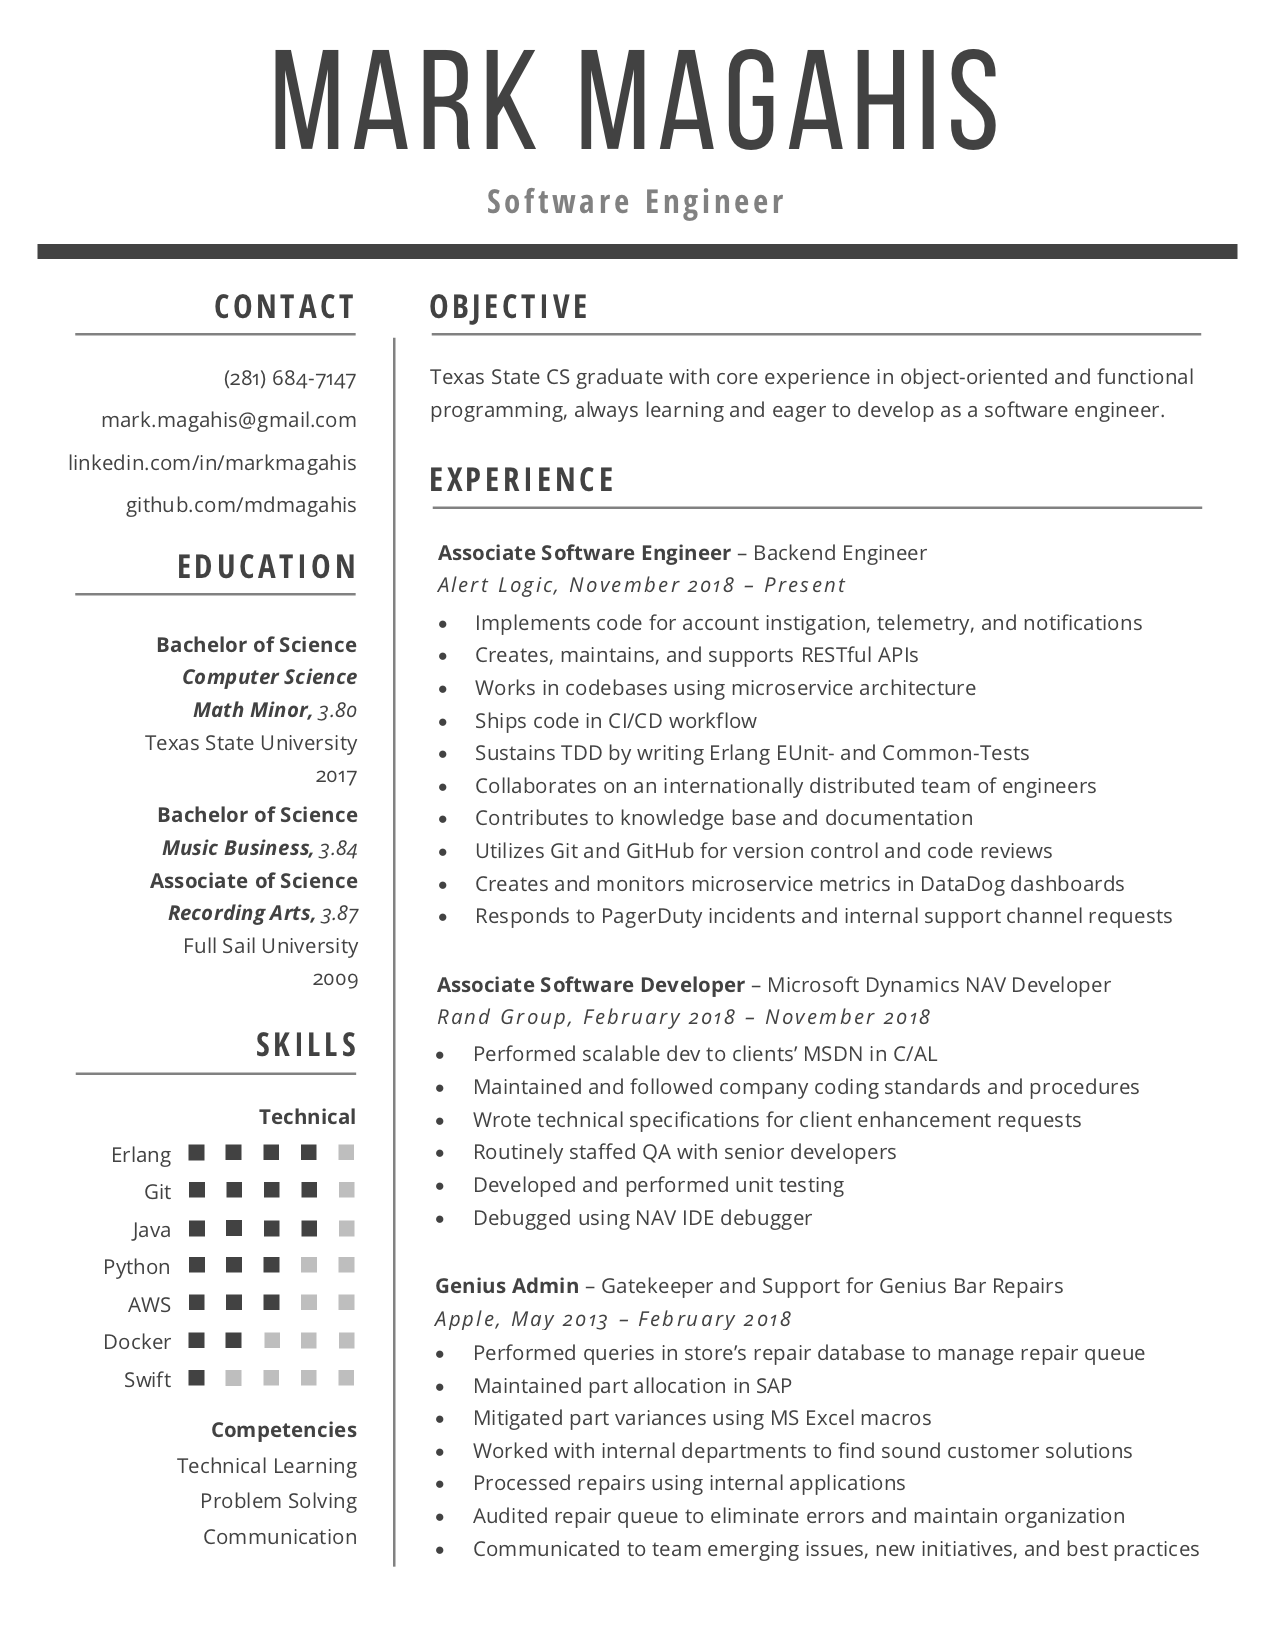 MARK MAGAHIS
Software Engineer
CONTACT
(281) 684-7147
mark.magahis@gmail.com
linkedin.com/in/markmagahis
github.com/mdmagahis
EDUCATION
Bachelor of Science
Computer Science
Math Minor, 3.80
Texas State University
2017
Bachelor of Science
Music Business, 3.84
Associate of Science
Recording Arts, 3.87
Full Sail University
2009
SKILLS
Technical
Erlang
Git
Java
Python
AWS
Docker
Swift
Competencies
Technical Learning
Problem Solving
Communication
OBJECTIVE
Texas State CS graduate with core experience in object-oriented and functional
programming, always learning and eager to develop as a software engineer.
EXPERIENCE
Associate Software Engineer – Backend Engineer
Alert Logic, November 2018 – Present
• Implements code for account instigation, telemetry, and notifications
• Creates, maintains, and supports RESTful APIs
• Works in codebases using microservice architecture
• Ships code in CI/CD workflow
• Sustains TDD by writing Erlang EUnit- and Common-Tests
• Collaborates on an internationally distributed team of engineers
• Contributes to knowledge base and documentation
• Utilizes Git and GitHub for version control and code reviews
• Creates and monitors microservice metrics in DataDog dashboards
• Responds to PagerDuty incidents and internal support channel requests
Associate Software Developer – Microsoft Dynamics NAV Developer
Rand Group, February 2018 – November 2018
• Performed scalable dev to clients’ MSDN in C/AL
• Maintained and followed company coding standards and procedures
• Wrote technical specifications for client enhancement requests
• Routinely staffed QA with senior developers
• Developed and performed unit testing
• Debugged using NAV IDE debugger
Genius Admin – Gatekeeper and Support for Genius Bar Repairs
Apple, May 2013 – February 2018
• Performed queries in store’s repair database to manage repair queue
• Maintained part allocation in SAP
• Mitigated part variances using MS Excel macros
• Worked with internal departments to find sound customer solutions
• Processed repairs using internal applications
• Audited repair queue to eliminate errors and maintain organization
• Communicated to team emerging issues, new initiatives, and best practices